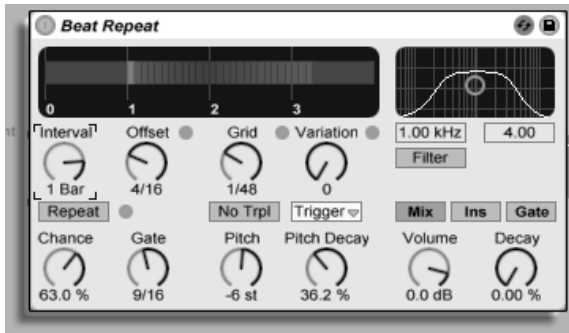 Beat Repeat
0 1 2 3
Interval Offset Grid Variation
1 Bar 4/16 1/48 0
1.00 kHz 4.00
Filter
Repeat No Trpl Trigger Mix Ins Gate
Chance Gate Pitch Pitch Decay Volume Decay
63.0 % 9/16 -6 st 36.2 % 0.0 dB 0.00 %